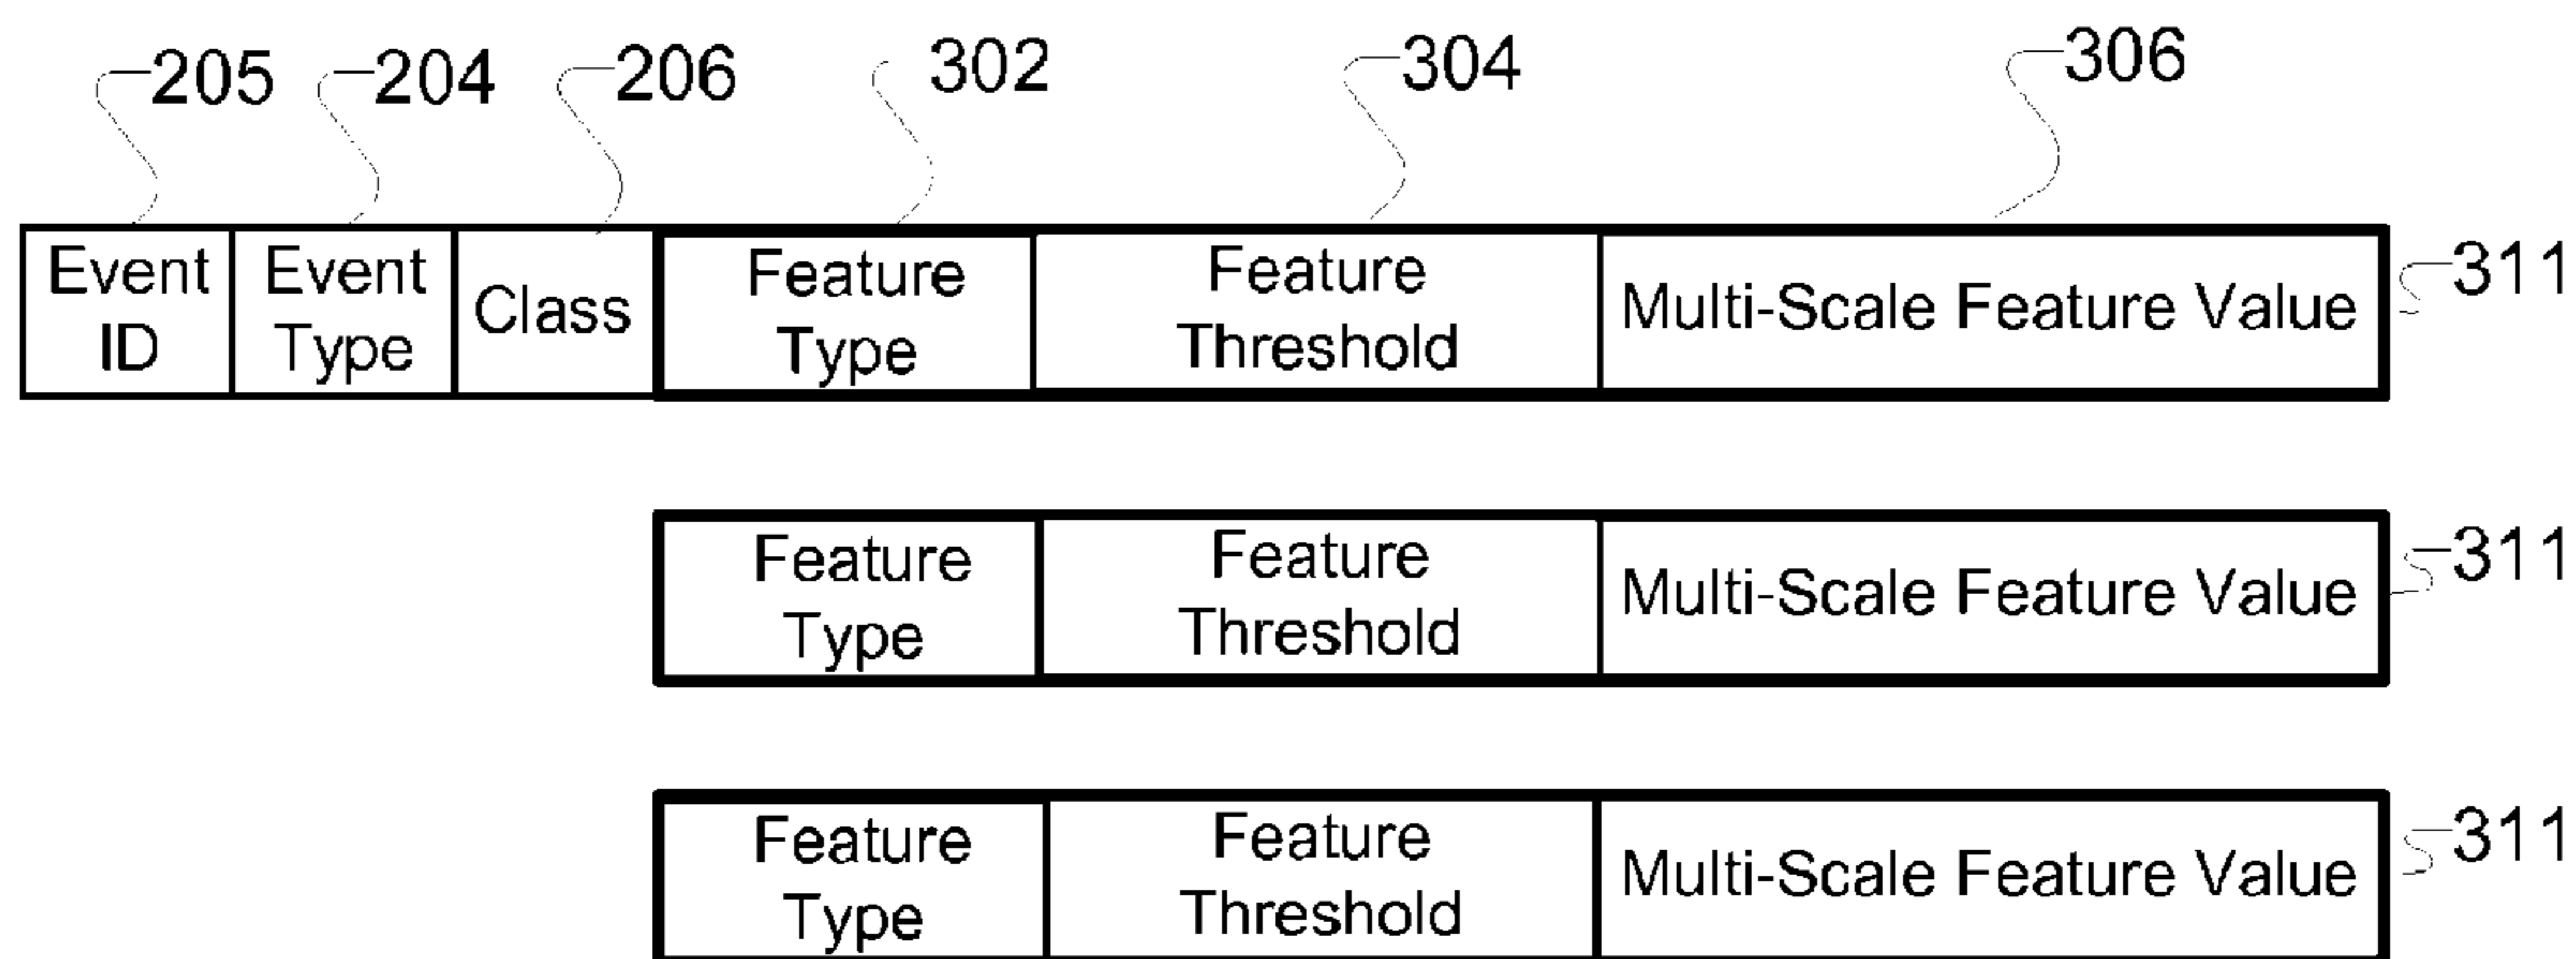 205 204 206 302 304 306
Event ID Event Type Class Feature Type Feature Threshold Multi-Scale Feature Value 311
Feature Type Feature Threshold Multi-Scale Feature Value 311
Feature Type Feature Threshold Multi-Scale Feature Value 311